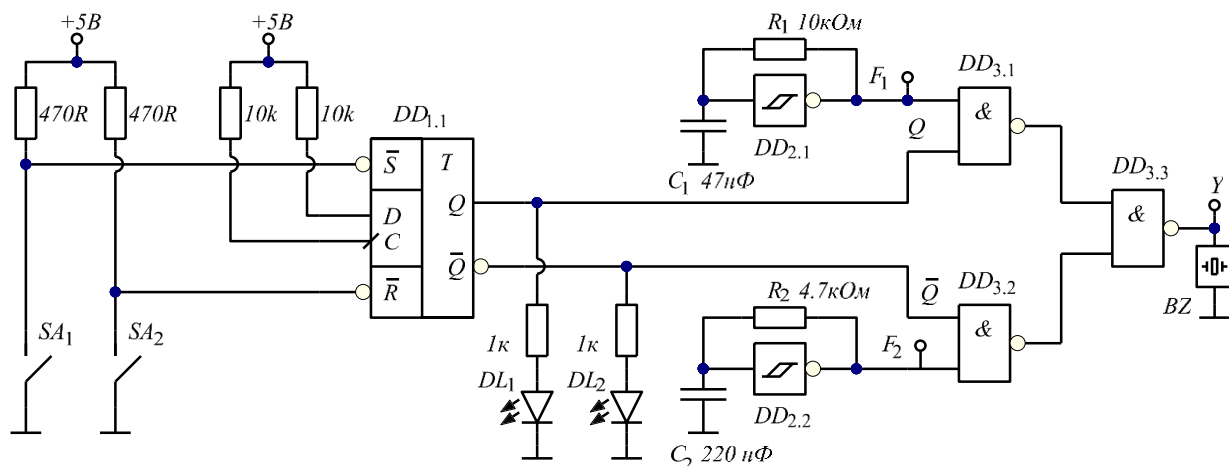 +5В
+5В
470R
470R
10k
10k
DD1.1
S̅
T
D
C
Q
Q̅
R̅
SA1
SA2
1к
1к
DL1
DL2
R1 10кОм
DD2.1
C1 47нФ
F1
Q
DD3.1
&
DD3.3
&
Y
BZ
Q̅
DD3.2
&
R2 4.7кОм
F2
DD2.2
C2 220 нФ